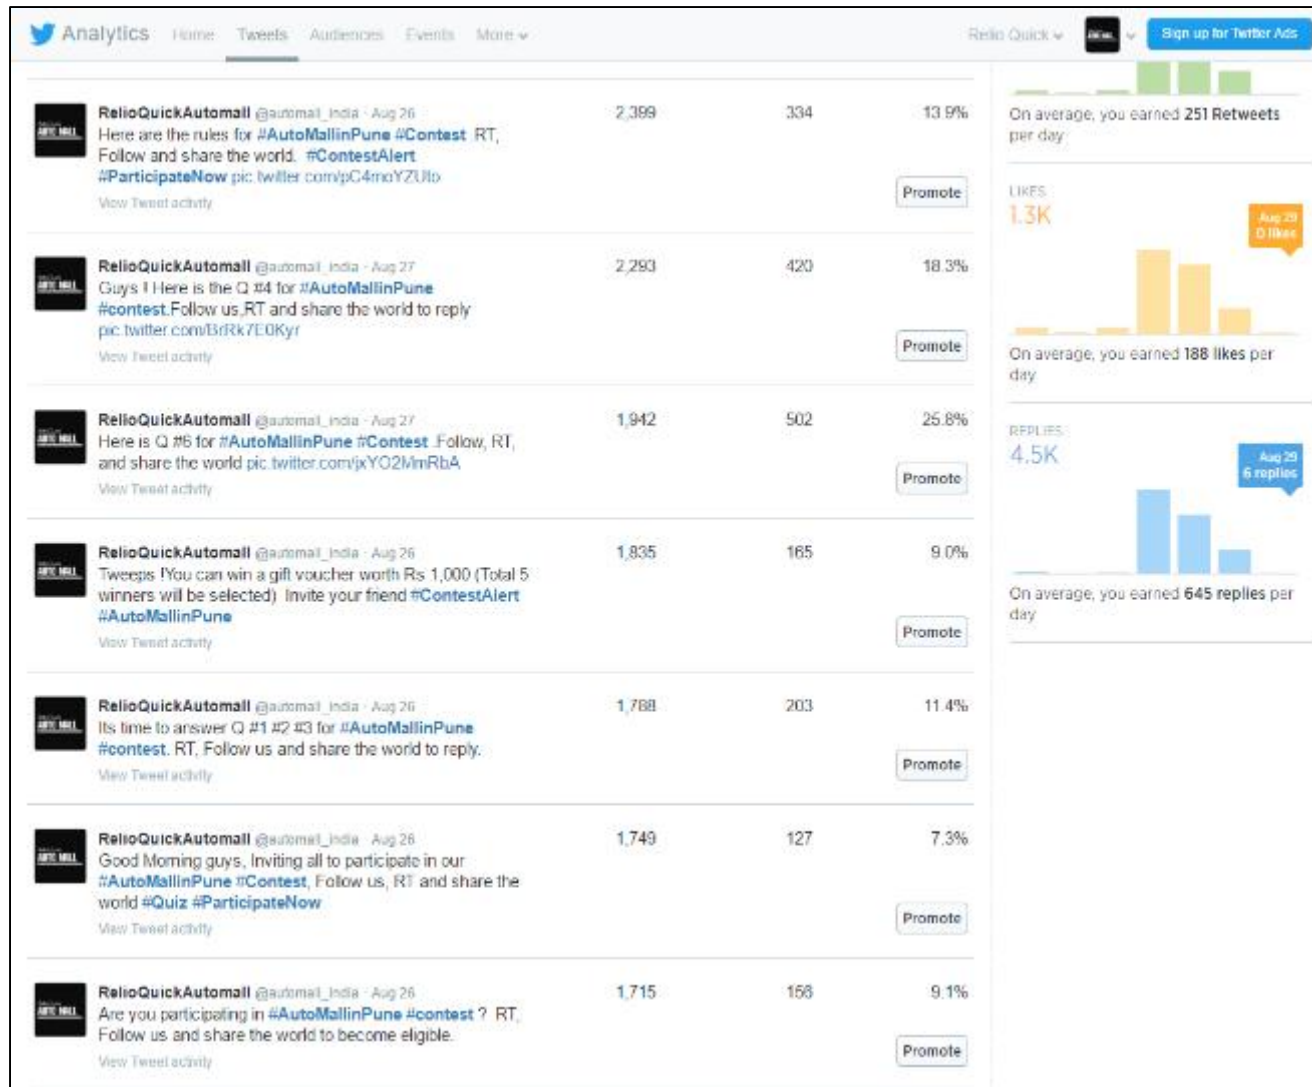 Analytics Home Tweets Audiences Events More Relio Quick Sign up for Twitter Ads
RelioQuickAutomall @automall_india · Aug 26 2,399 334 13.9%
Here are the rules for #AutoMallinPune #Contest .RT,
Follow and share the world. #ContestAlert
#ParticipateNow pic.twitter.com/pC4moYZUIo
View Tweet activity
Promote
RelioQuickAutomall @automall_india · Aug 27 2,293 420 18.3%
Guys ! Here is the Q #4 for #AutoMallinPune
#contest.Follow us,RT and share the world to reply
pic.twitter.com/BrRk7E0Kyr
View Tweet activity
Promote
RelioQuickAutomall @automall_india · Aug 27 1,942 502 25.8%
Here is Q #6 for #AutoMallinPune #Contest .Follow, RT,
and share the world pic.twitter.com/jxYO2MmRbA
View Tweet activity
Promote
RelioQuickAutomall @automall_india · Aug 26 1,835 165 9.0%
Tweeps !You can win a gift voucher worth Rs 1,000 (Total 5
winners will be selected) Invite your friend #ContestAlert
#AutoMallinPune
View Tweet activity
Promote
RelioQuickAutomall @automall_india · Aug 26 1,788 203 11.4%
Its time to answer Q #1 #2 #3 for #AutoMallinPune
#contest. RT, Follow us and share the world to reply.
View Tweet activity
Promote
RelioQuickAutomall @automall_india · Aug 26 1,749 127 7.3%
Good Morning guys, Inviting all to participate in our
#AutoMallinPune #Contest, Follow us, RT and share the
world #Quiz #ParticipateNow
View Tweet activity
Promote
RelioQuickAutomall @automall_india · Aug 26 1,715 156 9.1%
Are you participating in #AutoMallinPune #contest ? RT,
Follow us and share the world to become eligible.
View Tweet activity
Promote
On average, you earned 251 Retweets
per day
LIKES
1.3K
Aug 29
0 likes
On average, you earned 188 likes per
day
REPLIES
4.5K
Aug 29
6 replies
On average, you earned 645 replies per
day